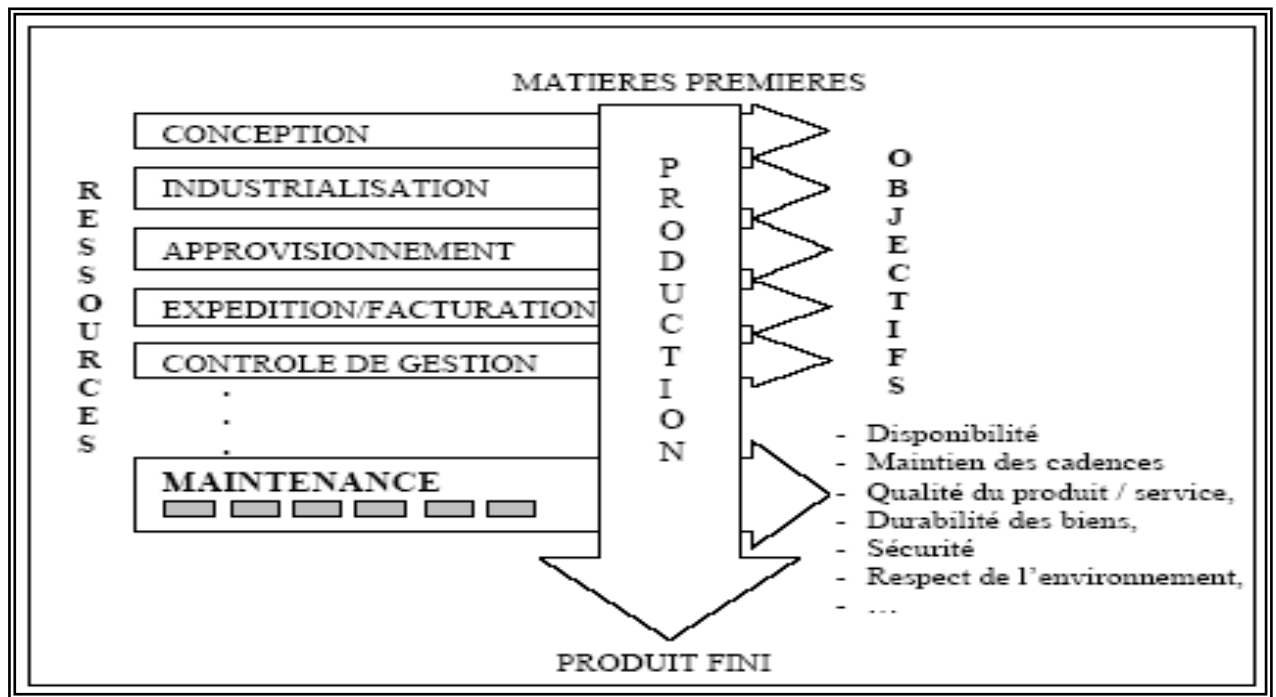 MATIERES PREMIERES
RESSOURCES
CONCEPTION
INDUSTRIALISATION
APPROVISIONNEMENT
EXPEDITION/FACTURATION
CONTROLE DE GESTION
.
.
.
MAINTENANCE
PRODUCTION
OBJECTIFS
- Disponibilité
- Maintien des cadences
- Qualité du produit / service,
- Durabilité des biens,
- Sécurité
- Respect de l’environnement,
- ...
PRODUIT FINI